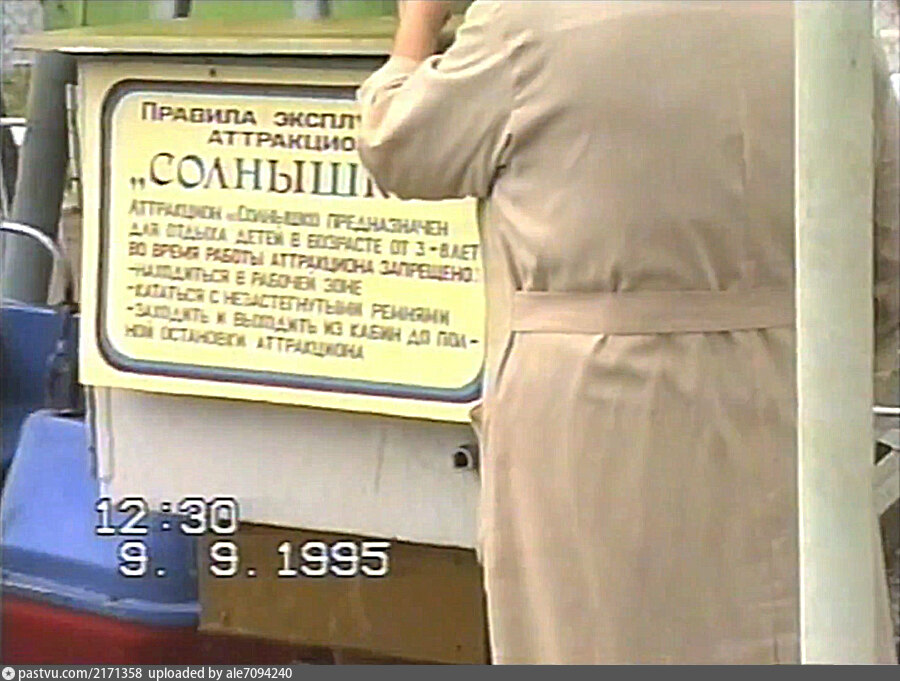 ПРАВИЛА ЭКСПЛУ
АТТРАКЦИО
„СОЛНЫШ
АТТРАКЦИОН «СОЛНЫШКО ПРЕДНАЗНАЧЕН
ДЛЯ ОТДЫХА ДЕТЕЙ В ВОЗРАСТЕ ОТ 3-8 ЛЕТ
ВО ВРЕМЯ РАБОТЫ АТТРАКЦИОНА ЗАПРЕЩЕНО:
-НАХОДИТЬСЯ В РАБОЧЕЙ ЗОНЕ
-КАТАТЬСЯ С НЕЗАСТЕГНУТЫМИ РЕМНЯМИ
-ЗАХОДИТЬ И ВЫХОДИТЬ ИЗ КАБИН ДО ПОЛ-
НОЙ ОСТАНОВКИ АТТРАКЦИОНА
12:30
9. 9.1995
pastvu.com/2171358 uploaded by ale7094240